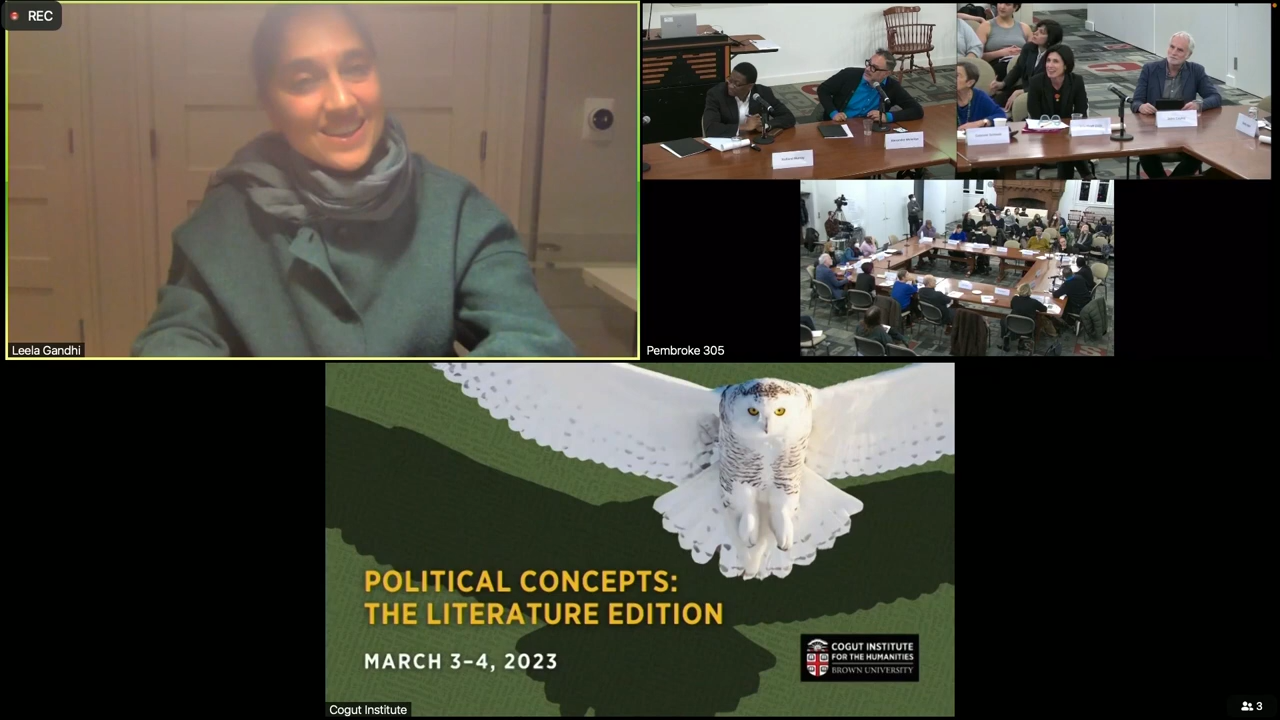 REC
Leela Gandhi
Pembroke 305
POLITICAL CONCEPTS:
THE LITERATURE EDITION
MARCH 3–4, 2023
COGUT INSTITUTE
FOR THE HUMANITIES
BROWN UNIVERSITY
Cogut Institute
3